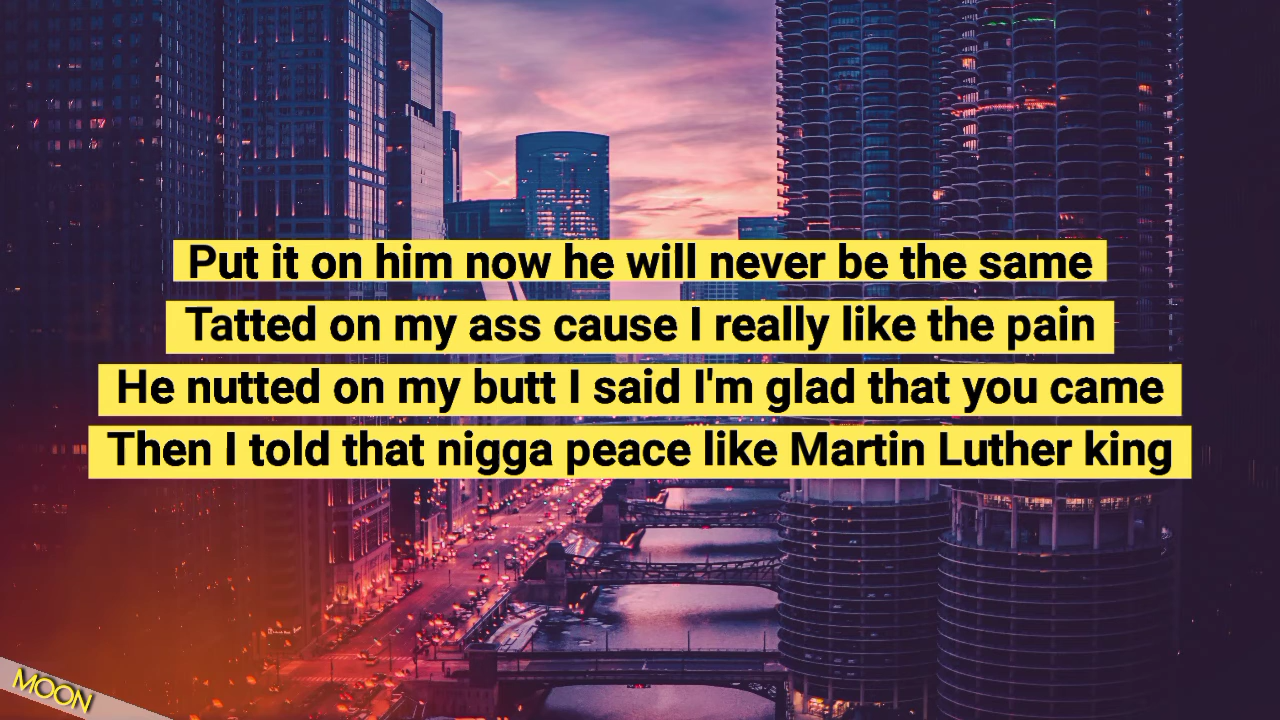 Put it on him now he will never be the same
Tatted on my ass cause I really like the pain
He nutted on my butt I said I'm glad that you came
Then I told that nigga peace like Martin Luther king
MOON